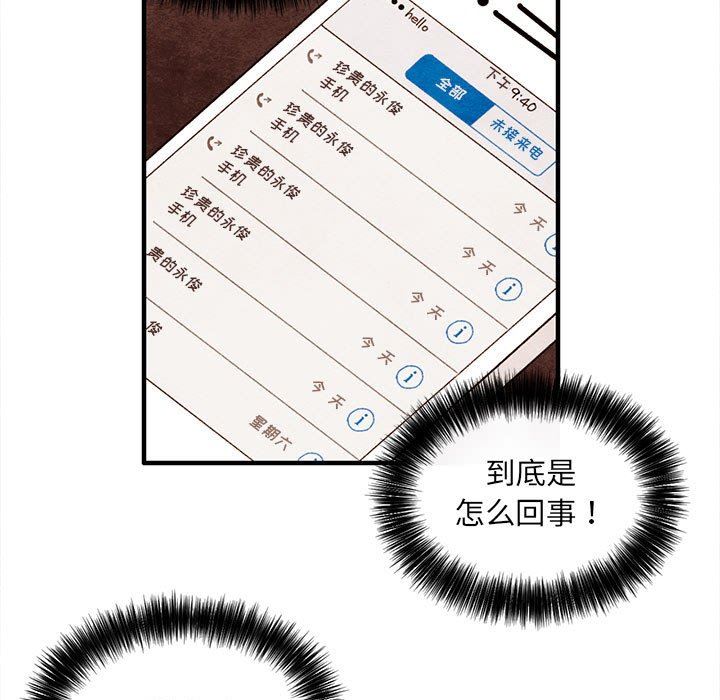 hello
下午9:40
全部
未接来电
珍贵的永俊
手机
今天
珍贵的永俊
手机
今天
珍贵的永俊
手机
今天
珍贵的永俊
手机
今天
贵的永俊
今天
俊
星期六
到底是
怎么回事！